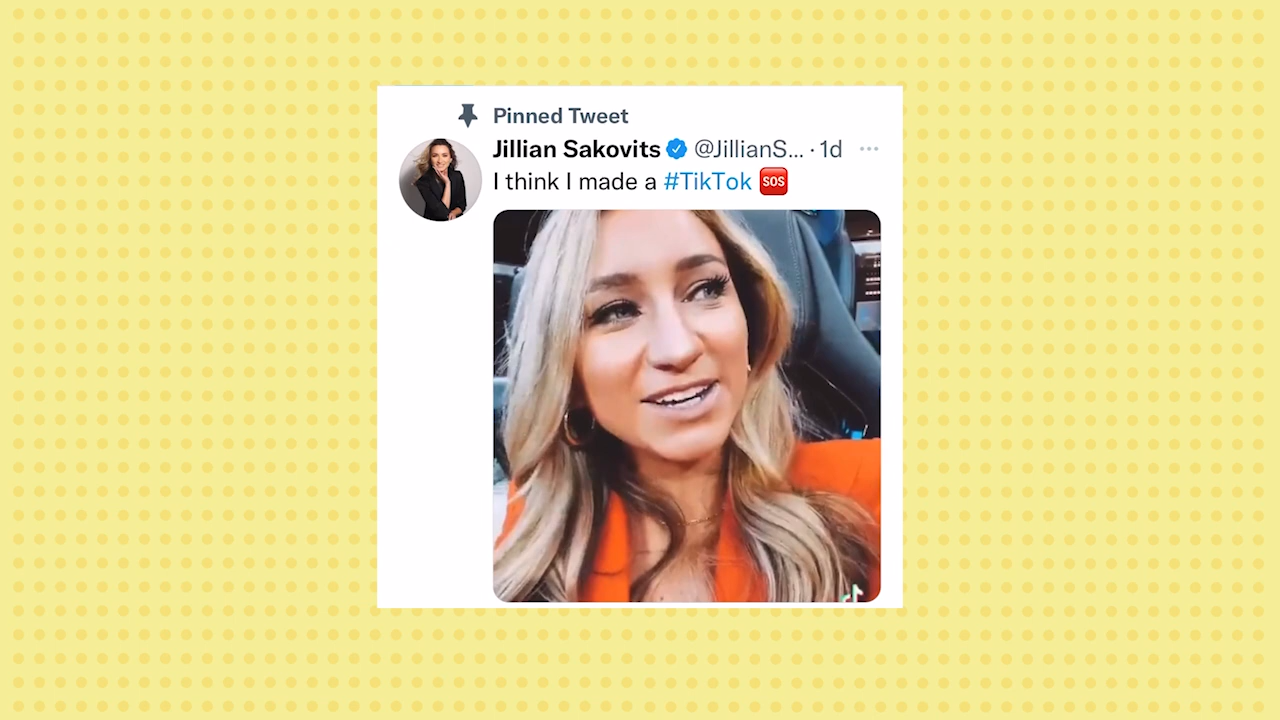 Pinned Tweet
Jillian Sakovits @JillianS... · 1d ...
I think I made a #TikTok 🆘